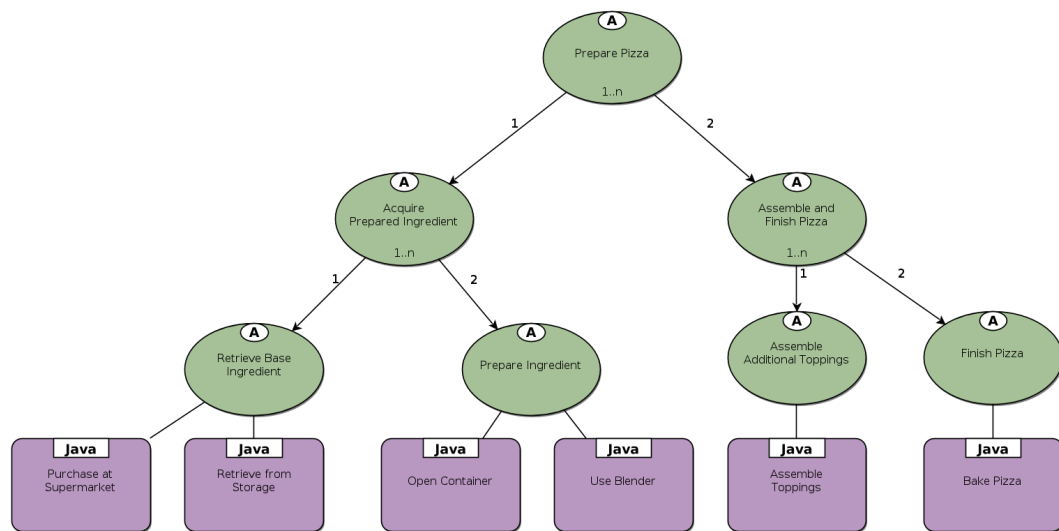 A
Prepare Pizza
1..n
1
2
A
Acquire
Prepared Ingredient
1..n
A
Assemble and
Finish Pizza
1..n
1
2
1
2
A
Retrieve Base
Ingredient
A
Prepare Ingredient
A
Assemble
Additional Toppings
A
Finish Pizza
Java
Purchase at
Supermarket
Java
Retrieve from
Storage
Java
Open Container
Java
Use Blender
Java
Assemble
Toppings
Java
Bake Pizza